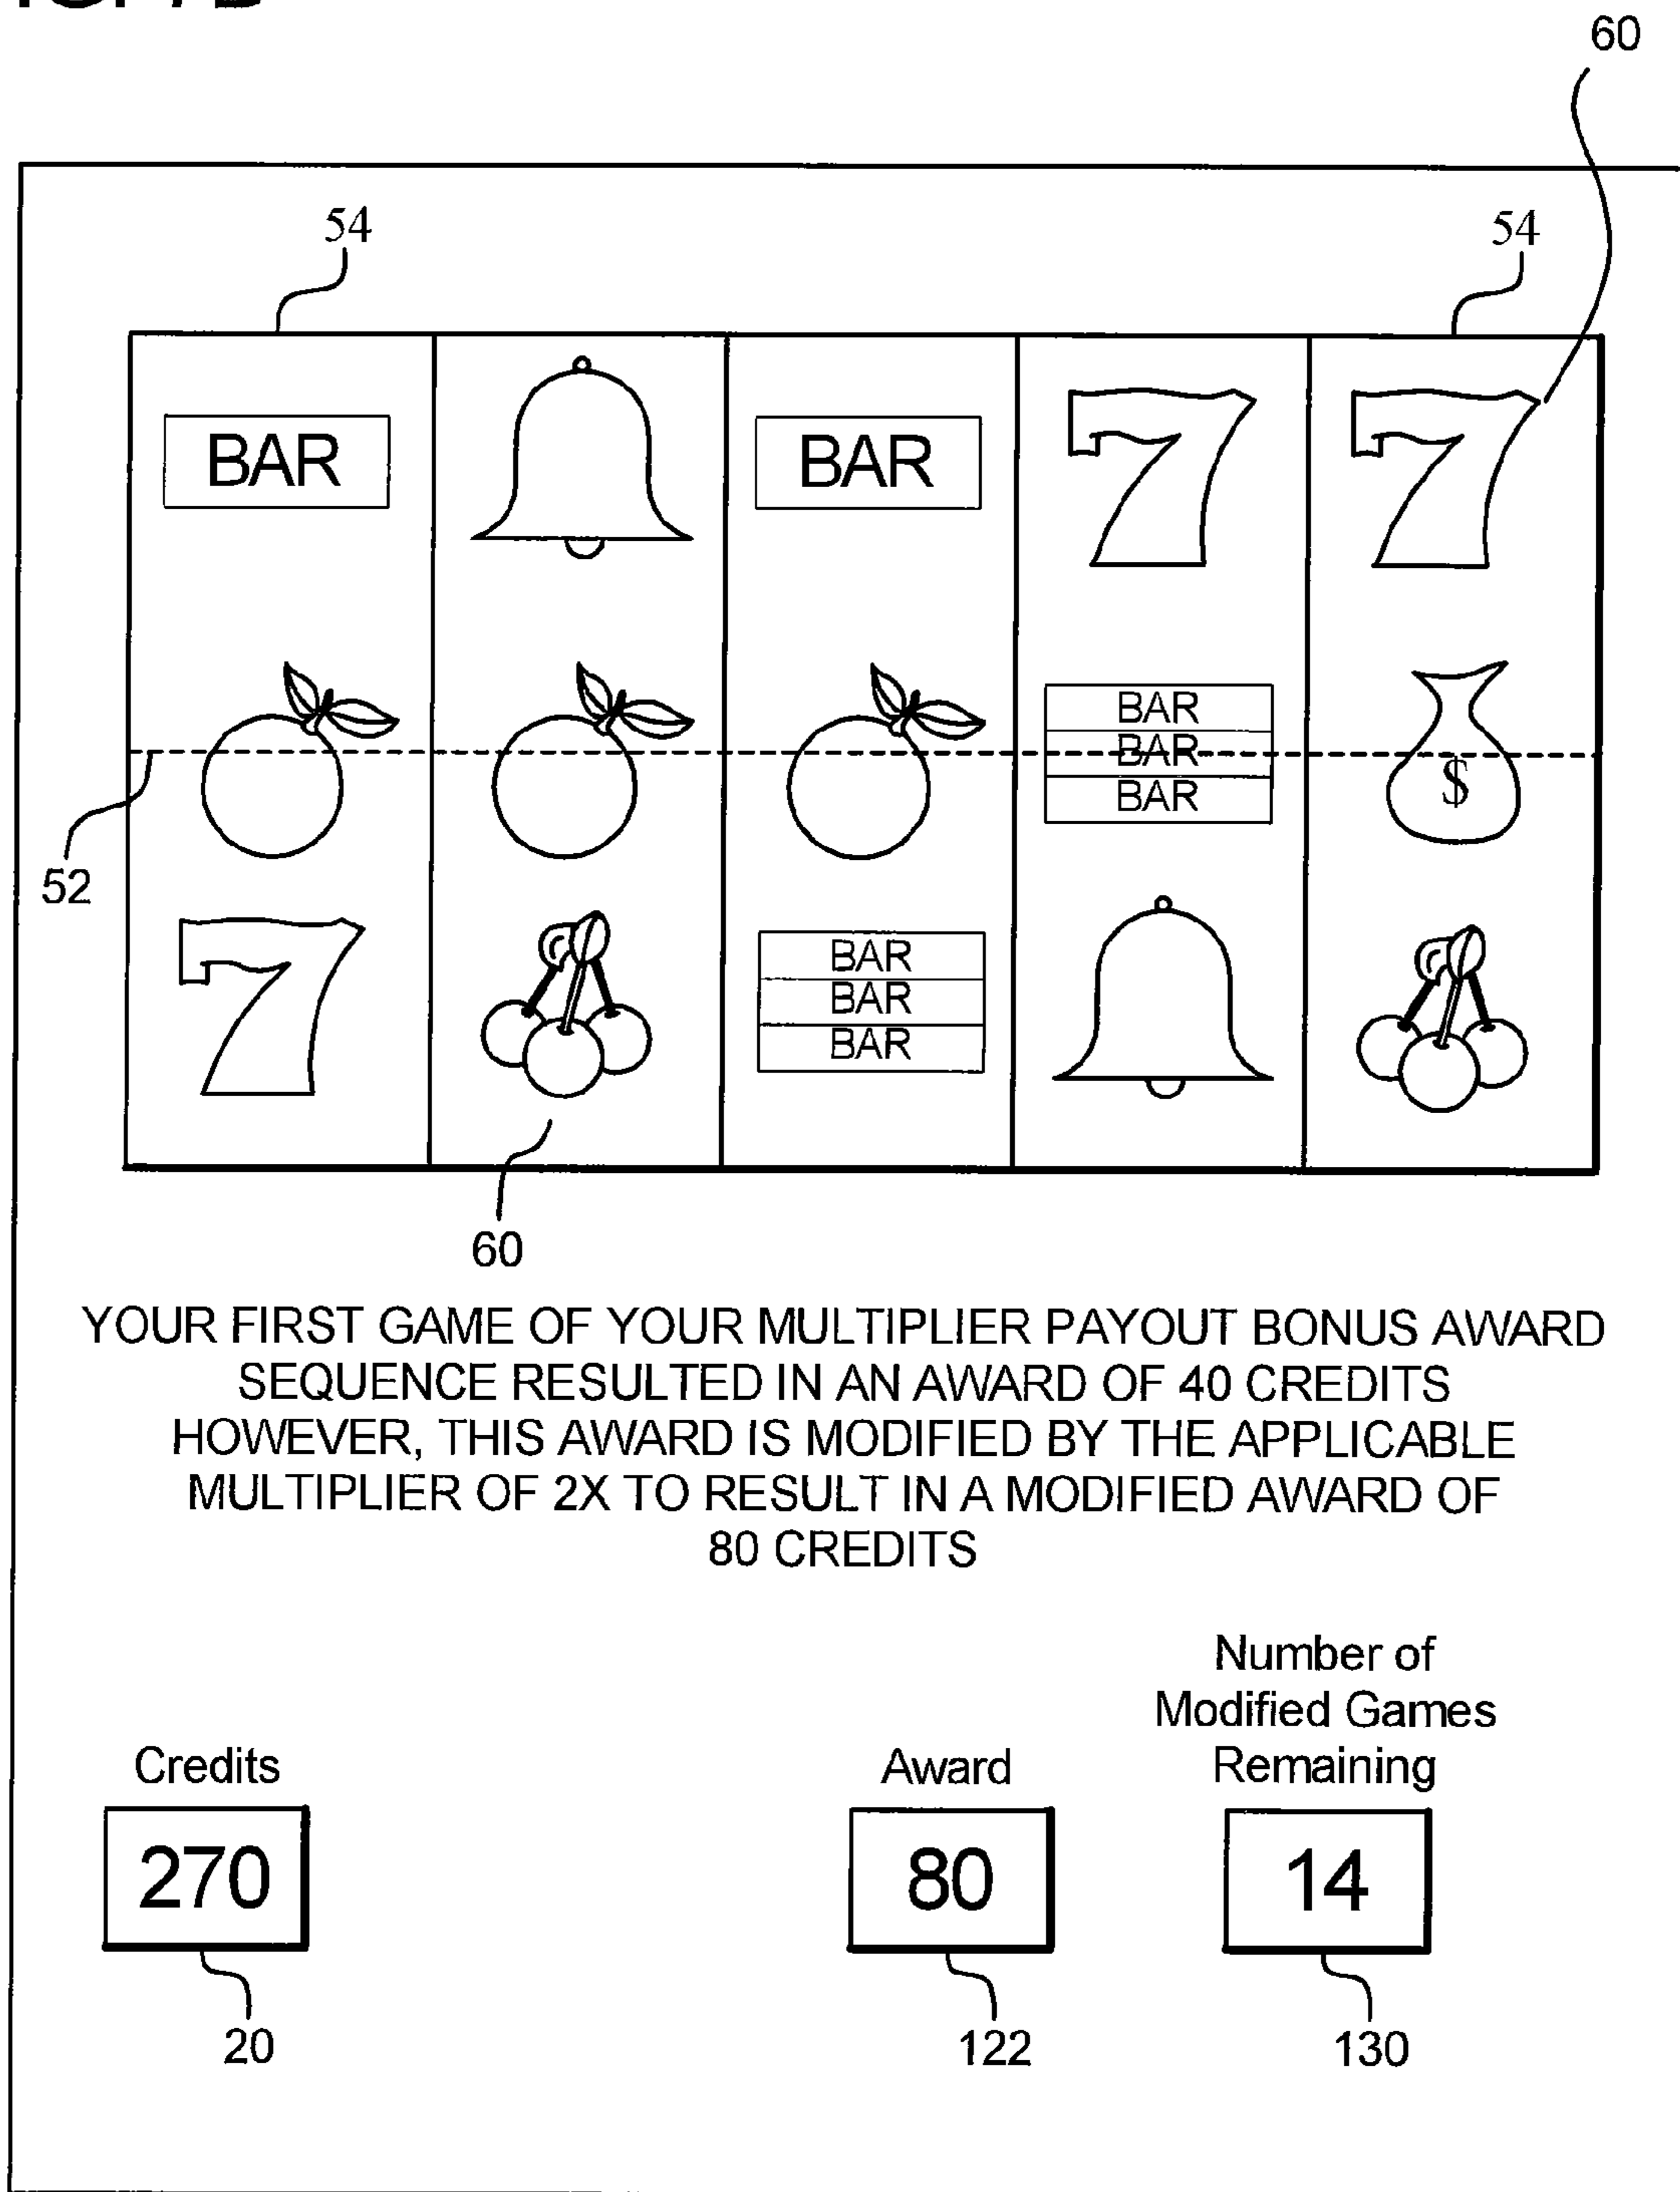 60
54 54
BAR BAR
BAR
BAR
BAR
$
52
BAR
BAR
BAR
60
YOUR FIRST GAME OF YOUR MULTIPLIER PAYOUT BONUS AWARD
SEQUENCE RESULTED IN AN AWARD OF 40 CREDITS
HOWEVER, THIS AWARD IS MODIFIED BY THE APPLICABLE
MULTIPLIER OF 2X TO RESULT IN A MODIFIED AWARD OF
80 CREDITS
Number of
Modified Games
Credits Award Remaining
270 80 14
20 122 130